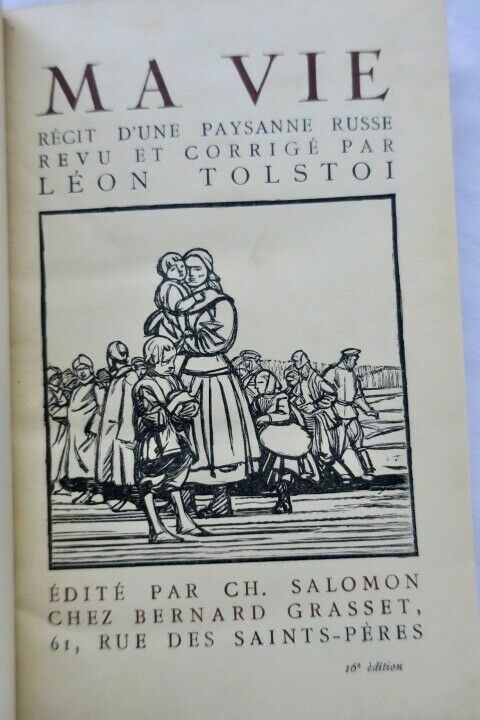 MA VIE
RÉCIT D'UNE PAYSANNE RUSSE
REVU ET CORRIGÉ PAR
LÉON TOLSTOI
ÉDITÉ PAR CH. SALOMON
CHEZ BERNARD GRASSET,
61, RUE DES SAINTS-PÈRES
16e édition